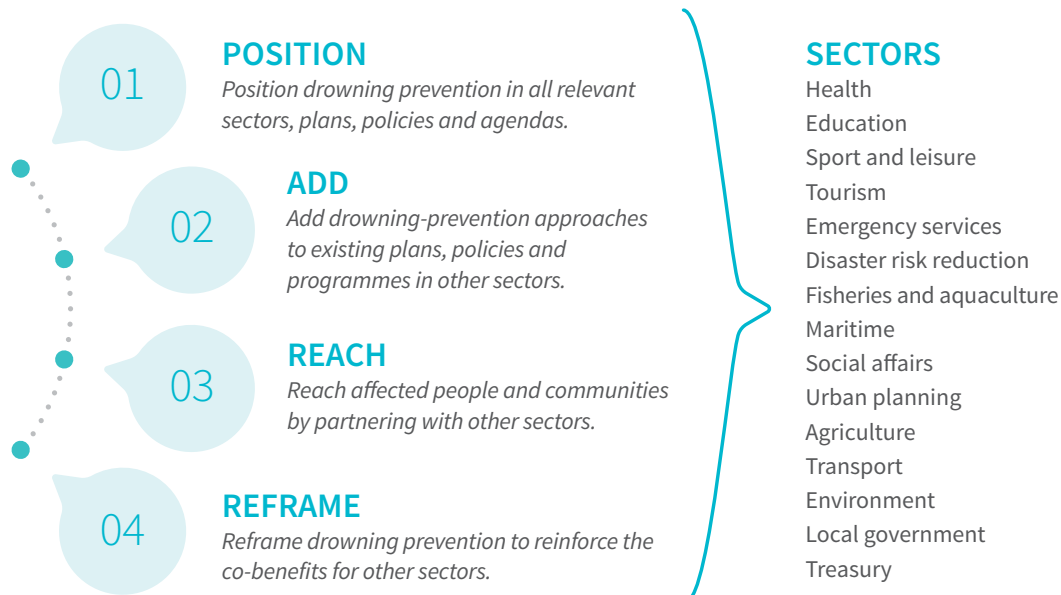 01
POSITION
Position drowning prevention in all relevant
sectors, plans, policies and agendas.
02
ADD
Add drowning-prevention approaches
to existing plans, policies and
programmes in other sectors.
03
REACH
Reach affected people and communities
by partnering with other sectors.
04
REFRAME
Reframe drowning prevention to reinforce the
co-benefits for other sectors.
SECTORS
Health
Education
Sport and leisure
Tourism
Emergency services
Disaster risk reduction
Fisheries and aquaculture
Maritime
Social affairs
Urban planning
Agriculture
Transport
Environment
Local government
Treasury